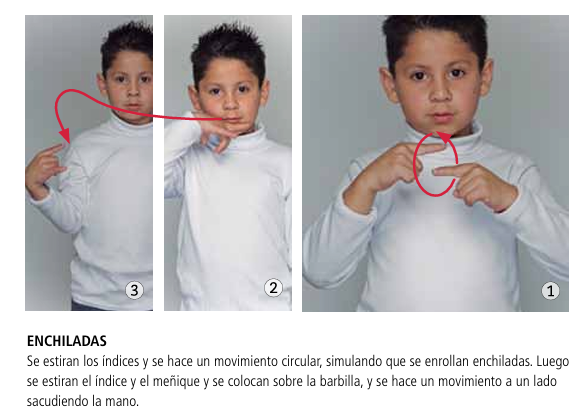 3
2
1
ENCHILADAS
Se estiran los índices y se hace un movimiento circular, simulando que se enrollan enchiladas. Luego
se estiran el índice y el meñique y se colocan sobre la barbilla, y se hace un movimiento a un lado
sacudiendo la mano.